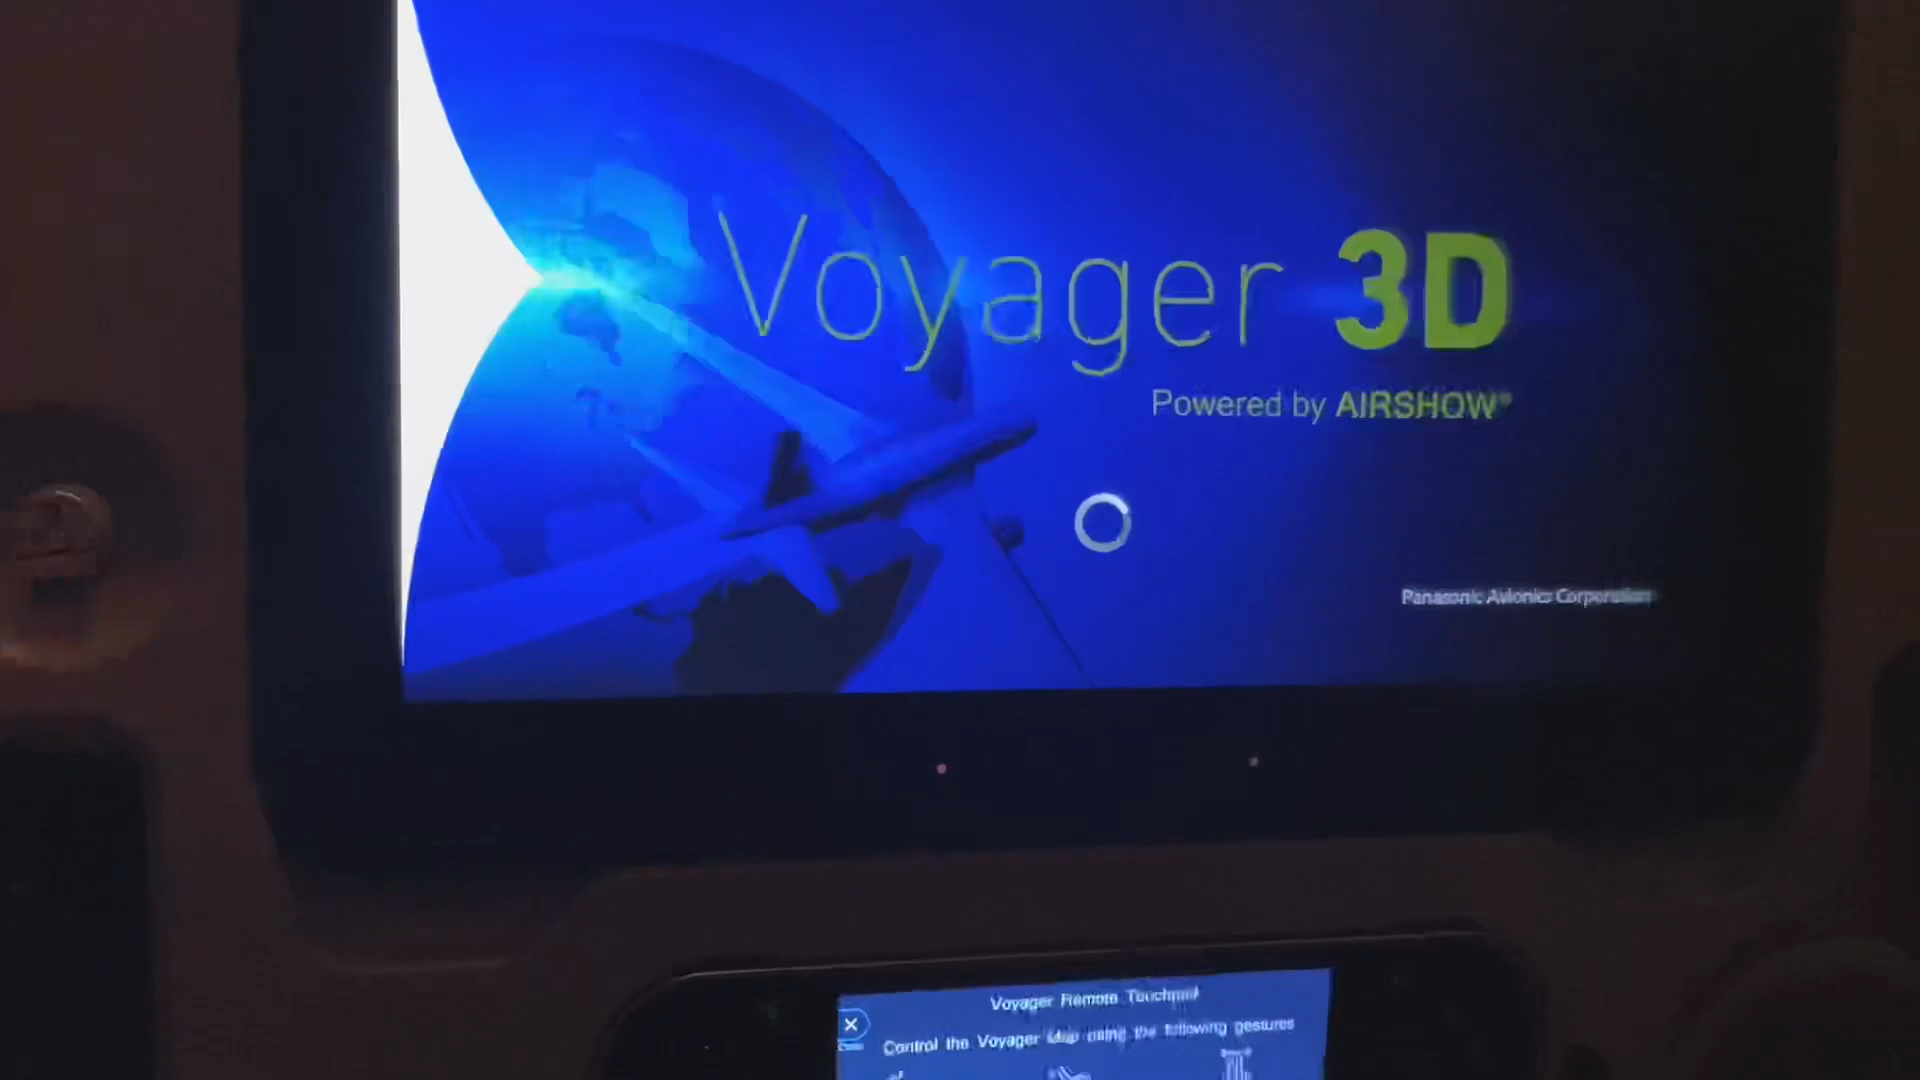 Voyager 3D
Powered by AIRSHOW®
Panasonic Avionics Corporation
Voyager Remote Touchpad
Close
Control the Voyager Map using the following gestures